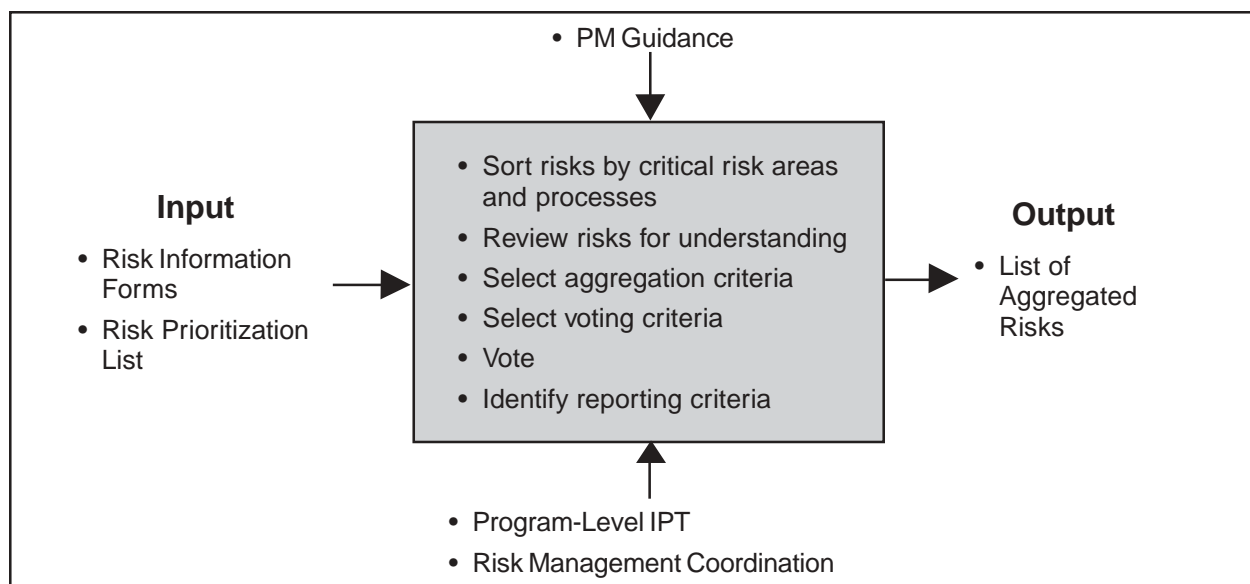 • PM Guidance
Input
• Risk Information
Forms
• Risk Prioritization
List
• Sort risks by critical risk areas
and processes
• Review risks for understanding
• Select aggregation criteria
• Select voting criteria
• Vote
• Identify reporting criteria
Output
• List of
Aggregated
Risks
• Program-Level IPT
• Risk Management Coordination